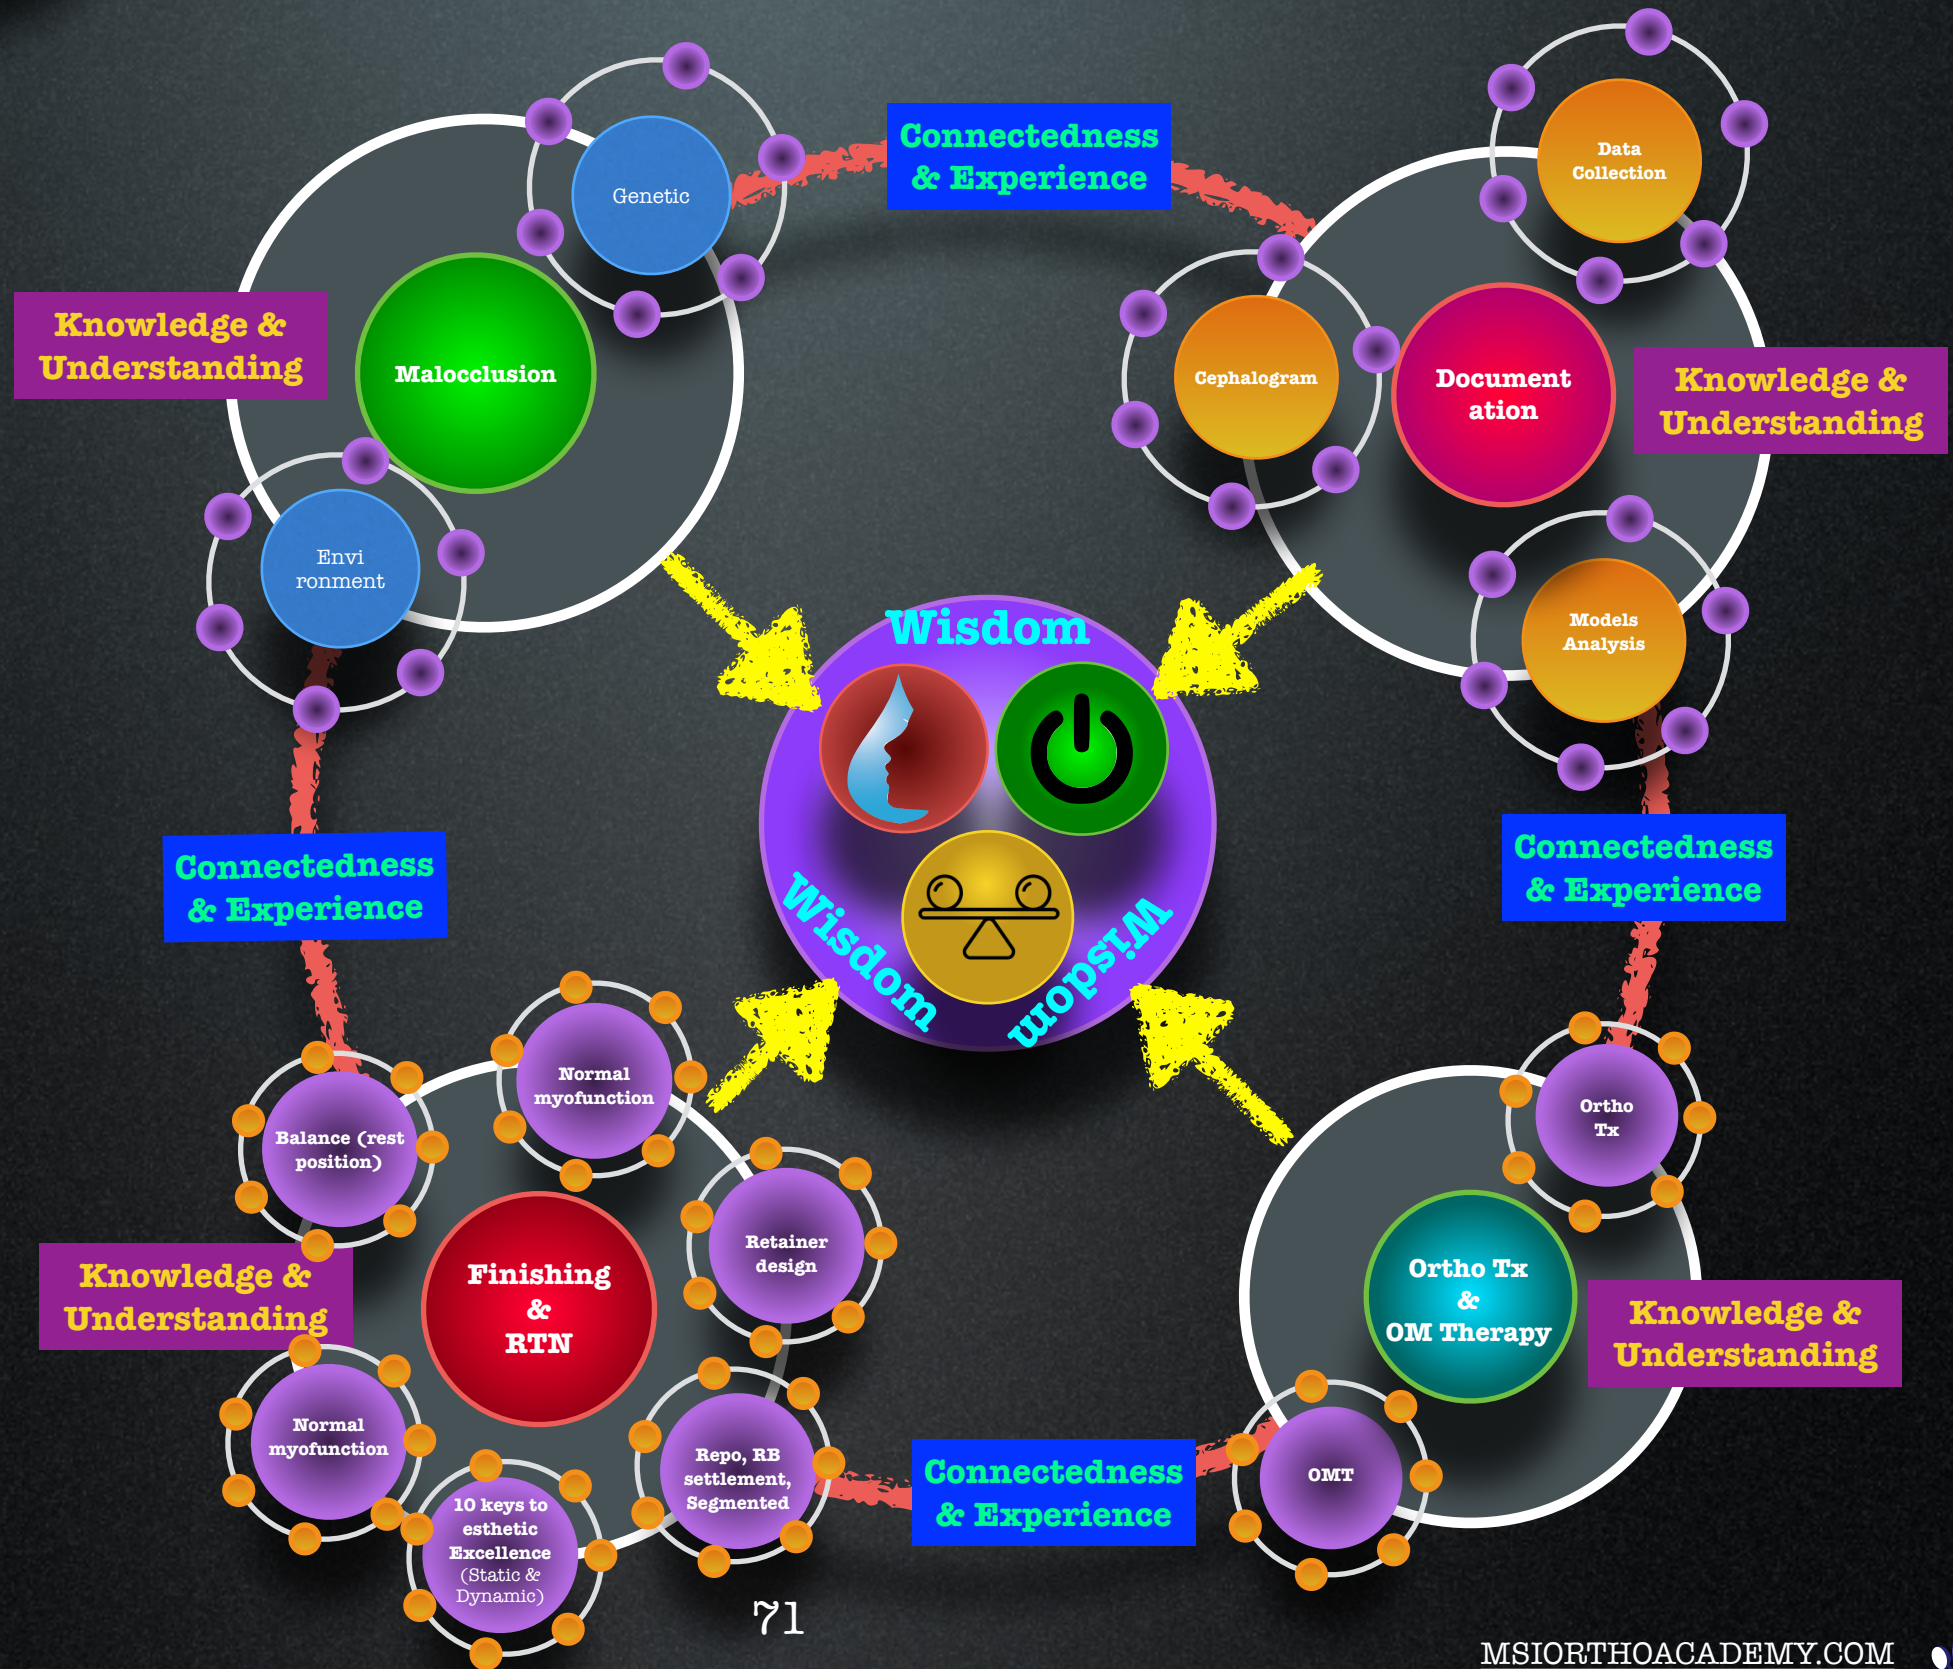 Genetic
Connectedness
& Experience
Data
Collection
Knowledge &
Understanding
Malocclusion
Cephalogram
Document
ation
Knowledge &
Understanding
Envi
ronment
Models
Analysis
Wisdom
Wisdom
Wisdom
Connectedness
& Experience
Connectedness
& Experience
Normal
myofunction
Balance (rest
position)
Ortho
Tx
Retainer
design
Knowledge &
Understanding
Finishing
&
RTN
Ortho Tx
&
OM Therapy
Knowledge &
Understanding
Normal
myofunction
Repo, RB
settlement,
Segmented
OMT
10 keys to
esthetic
Excellence
(Static &
Dynamic)
Connectedness
& Experience
71
MSIORTHOACADEMY.COM